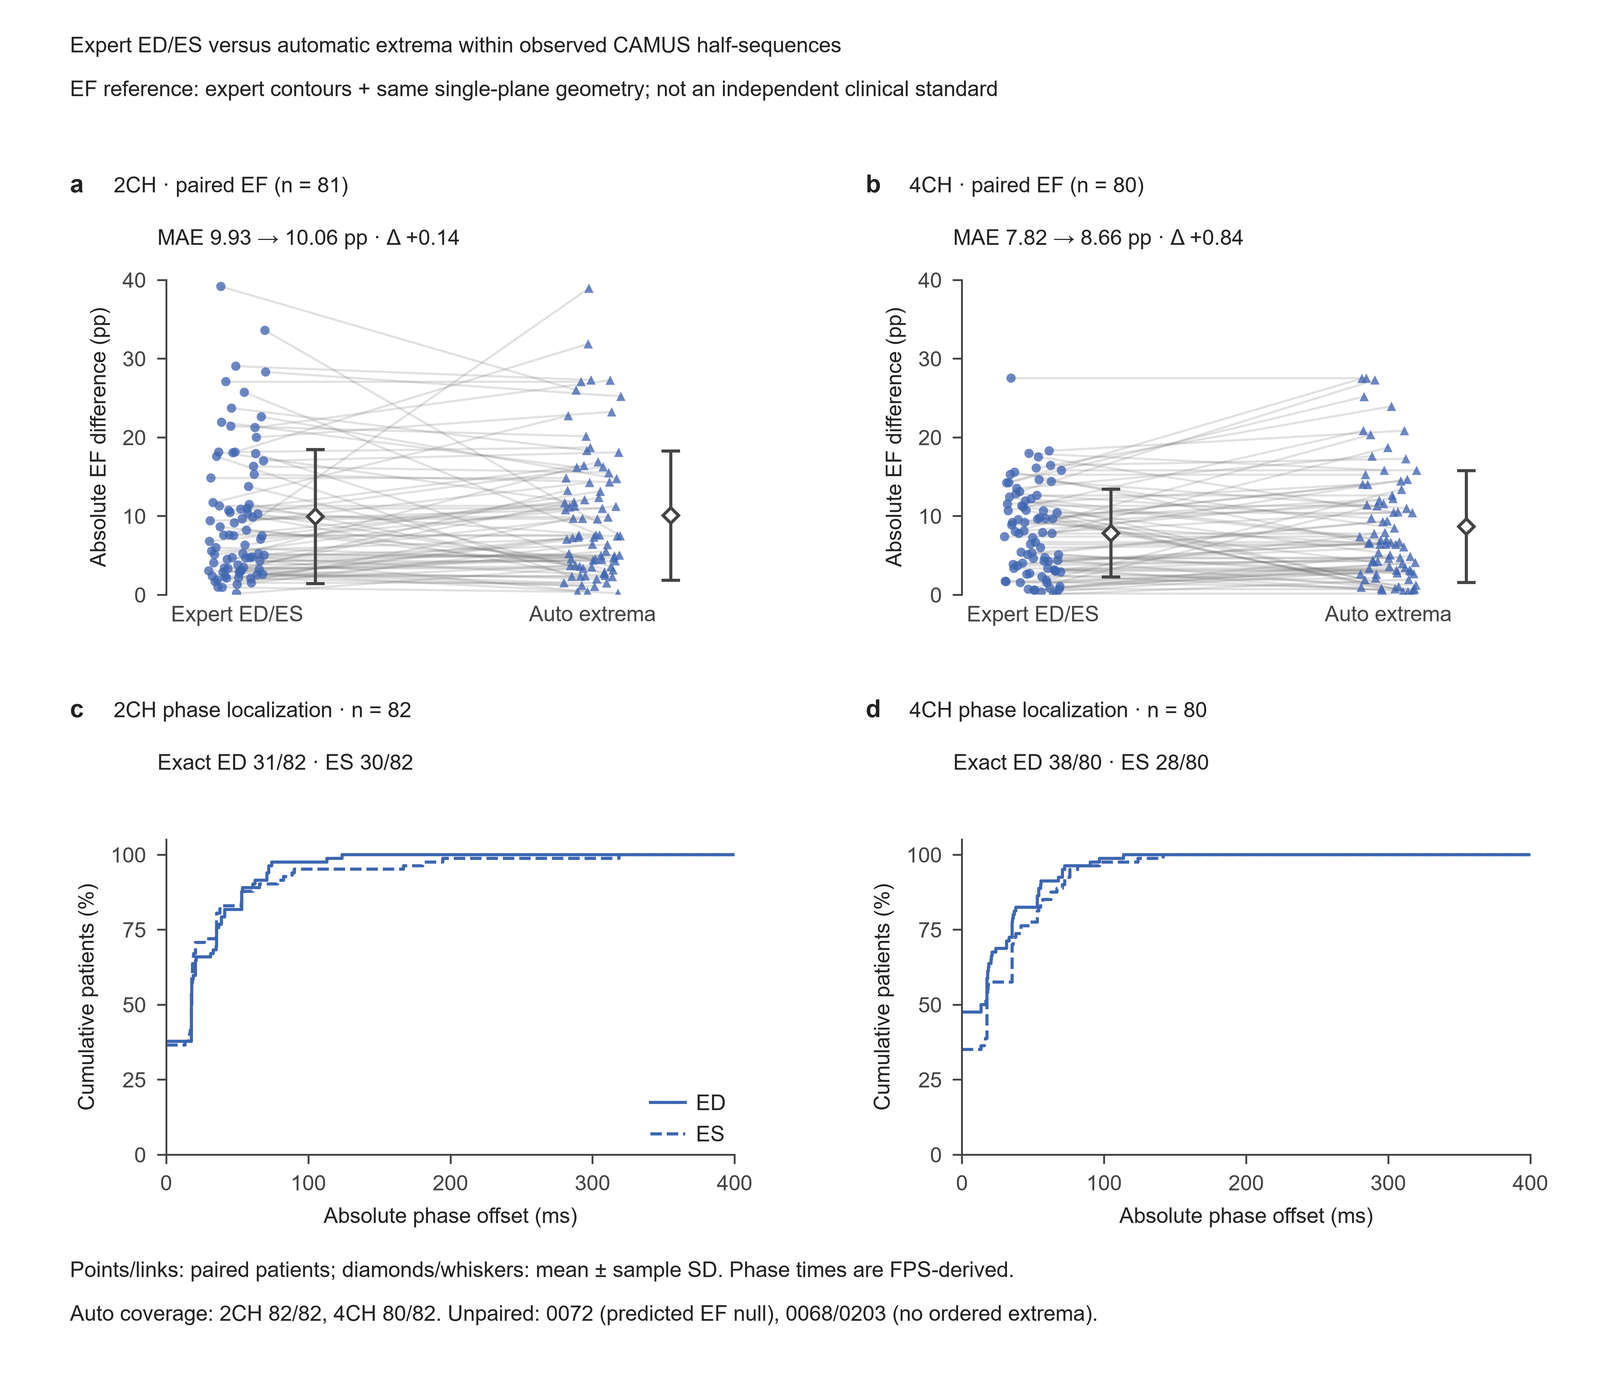 Expert ED/ES versus automatic extrema within observed CAMUS half-sequences
EF reference: expert contours + same single-plane geometry; not an independent clinical standard
a 2CH · paired EF (n = 81)
MAE 9.93 → 10.06 pp · Δ +0.14
Absolute EF difference (pp)
40
30
20
10
0
Expert ED/ES
Auto extrema
b 4CH · paired EF (n = 80)
MAE 7.82 → 8.66 pp · Δ +0.84
Absolute EF difference (pp)
40
30
20
10
0
Expert ED/ES
Auto extrema
c 2CH phase localization · n = 82
Exact ED 31/82 · ES 30/82
Cumulative patients (%)
100
75
50
25
0
ED
ES
0 100 200 300 400
Absolute phase offset (ms)
d 4CH phase localization · n = 80
Exact ED 38/80 · ES 28/80
Cumulative patients (%)
100
75
50
25
0
0 100 200 300 400
Absolute phase offset (ms)
Points/links: paired patients; diamonds/whiskers: mean ± sample SD. Phase times are FPS-derived.
Auto coverage: 2CH 82/82, 4CH 80/82. Unpaired: 0072 (predicted EF null), 0068/0203 (no ordered extrema).